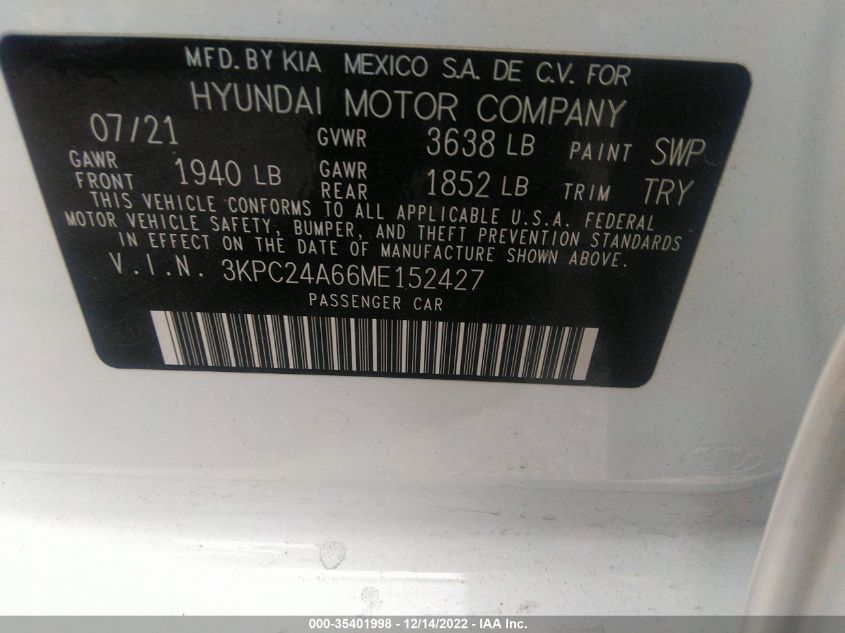 MFD. BY KIA MEXICO S.A. DE C.V. FOR
HYUNDAI MOTOR COMPANY
07/21 GVWR 3638 LB PAINT SWP
GAWR FRONT 1940 LB GAWR REAR 1852 LB TRIM TRY
THIS VEHICLE CONFORMS TO ALL APPLICABLE U.S.A. FEDERAL
MOTOR VEHICLE SAFETY, BUMPER, AND THEFT PREVENTION STANDARDS
IN EFFECT ON THE DATE OF MANUFACTURE SHOWN ABOVE.
V.I.N. 3KPC24A66ME152427
PASSENGER CAR
000-35401998 - 12/14/2022 - IAA Inc.